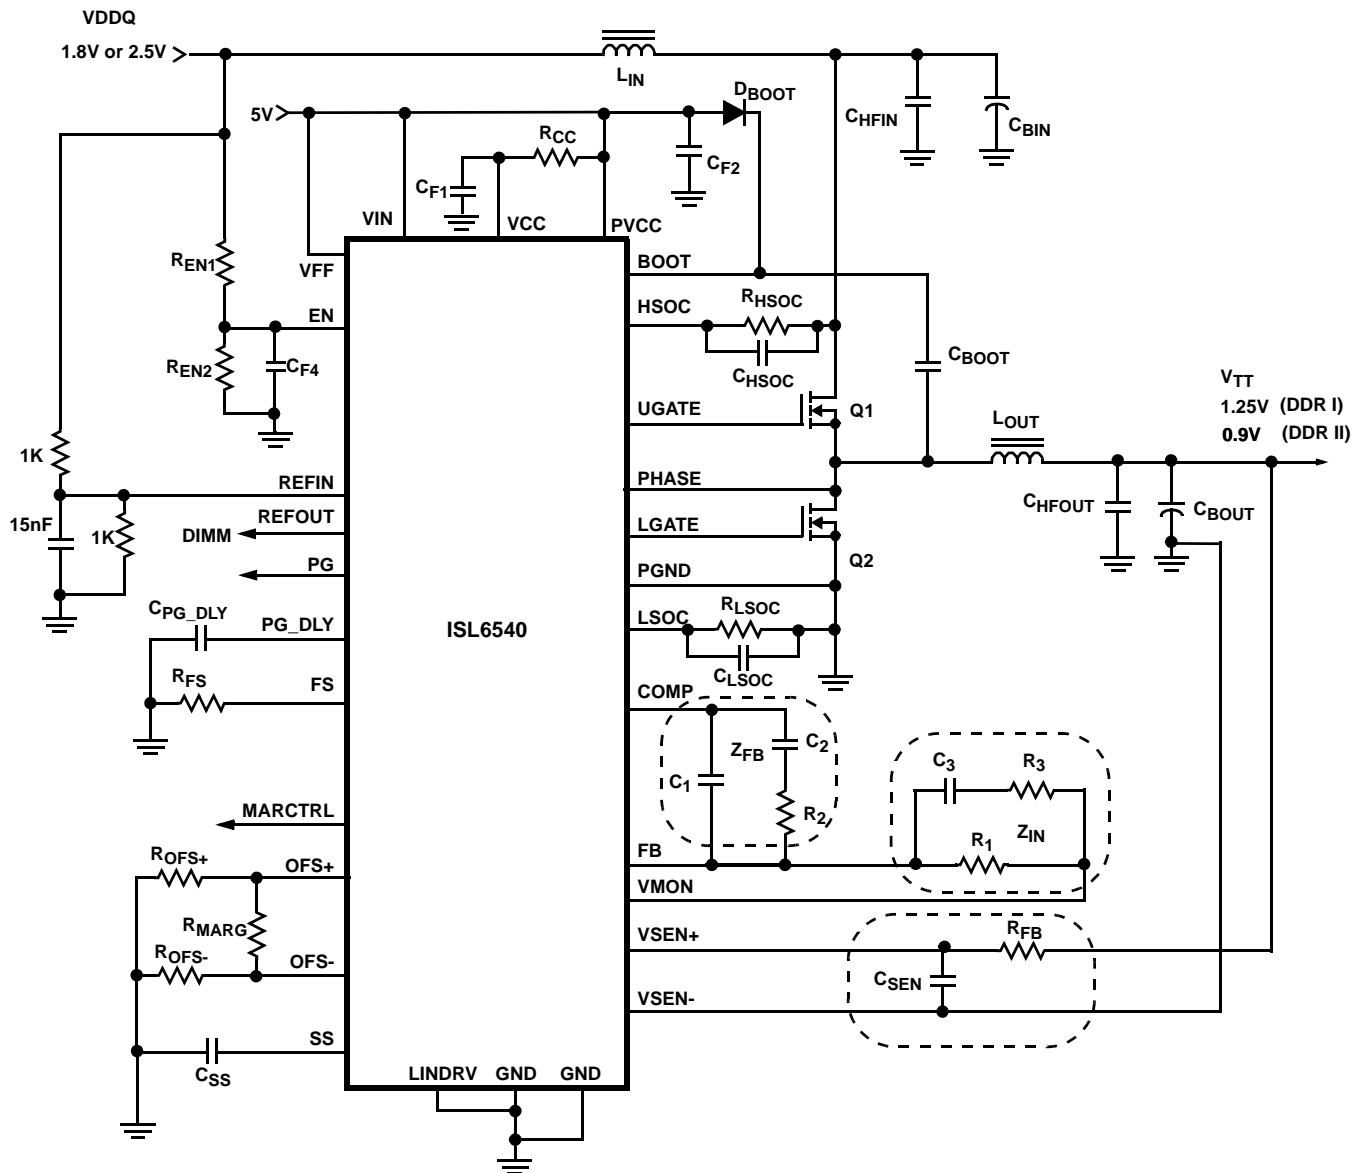 VDDQ
1.8V or 2.5V
LIN
DBOOT
5V
RCC
CHFIN
CBIN
CF1
CF2
VIN
VCC
PVCC
REN1
VFF
BOOT
HSOC
RHSOC
EN
REN2
CF4
CHSOC
CBOOT
UGATE
Q1
VTT
1.25V (DDR I)
0.9V (DDR II)
LOUT
1K
REFIN
PHASE
CHFOUT
CBOUT
15nF
1K
REFOUT
DIMM
LGATE
Q2
PG
PGND
CPG_DLY
PG_DLY
ISL6540
LSOC
RLSOC
CLSOC
RFS
FS
COMP
ZFB
C2
C1
R2
C3
R3
ZIN
R1
MARCTRL
FB
ROFS+
OFS+
VMON
RMARG
ROFS-
OFS-
VSEN+
RFB
CSEN
VSEN-
SS
CSS
LINDRV
GND
GND